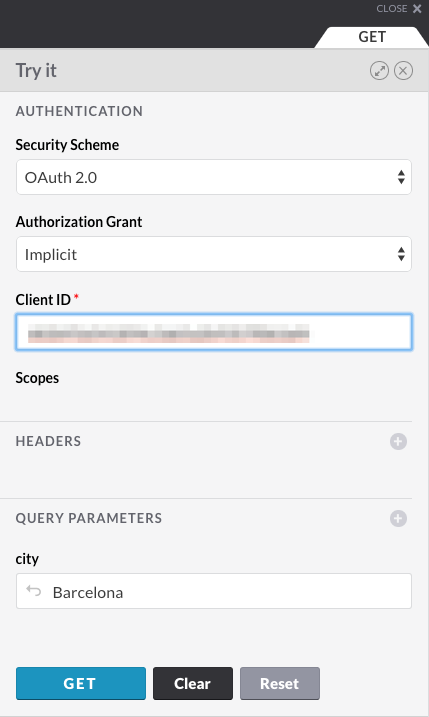 CLOSE
GET
Try it
AUTHENTICATION
Security Scheme
OAuth 2.0
Authorization Grant
Implicit
Client ID *
Scopes
HEADERS
QUERY PARAMETERS
city
Barcelona
GET Clear Reset